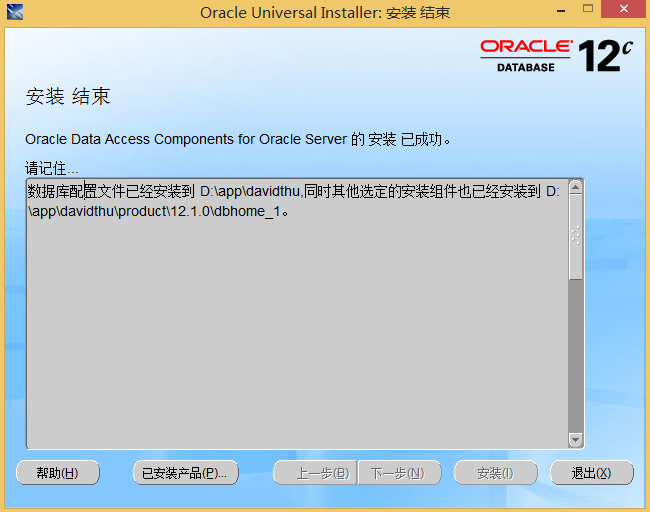 Oracle Universal Installer: 安装 结束
ORACLE
DATABASE
12c
安装 结束
Oracle Data Access Components for Oracle Server 的 安装 已成功。
请记住...
数据库配置文件已经安装到 D:\app\davidthu,同时其他选定的安装组件也已经安装到 D:
\app\davidthu\product\12.1.0\dbhome_1。
帮助(H)
已安装产品(P)...
上一步(B)
下一步(N)
安装(I)
退出(X)